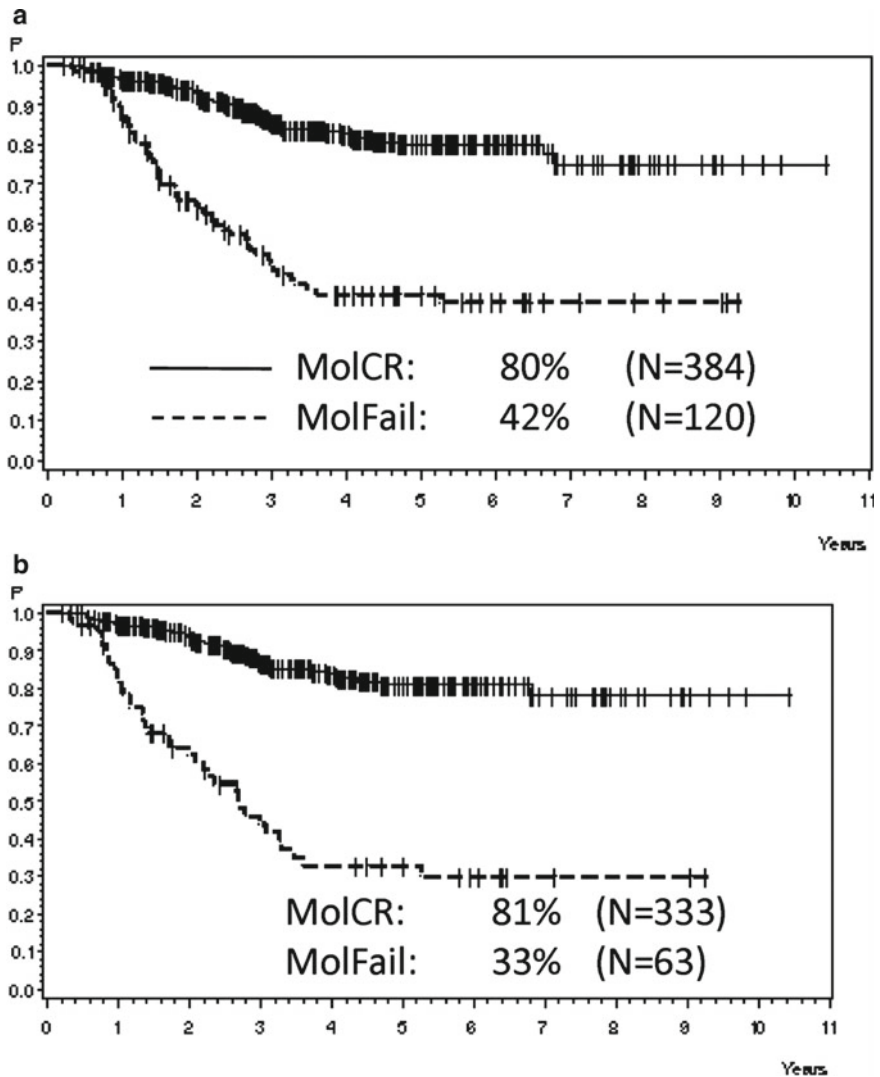 a
P
1.0
0.9
0.8
0.7
0.6
0.5
0.4
0.3
0.2
0.1
0.0
MolCR: 80% (N=384)
MolFail: 42% (N=120)
0 1 2 3 4 5 6 7 8 9 10 11
Years
b
P
1.0
0.9
0.8
0.7
0.6
0.5
0.4
0.3
0.2
0.1
0.0
MolCR: 81% (N=333)
MolFail: 33% (N=63)
0 1 2 3 4 5 6 7 8 9 10 11
Years